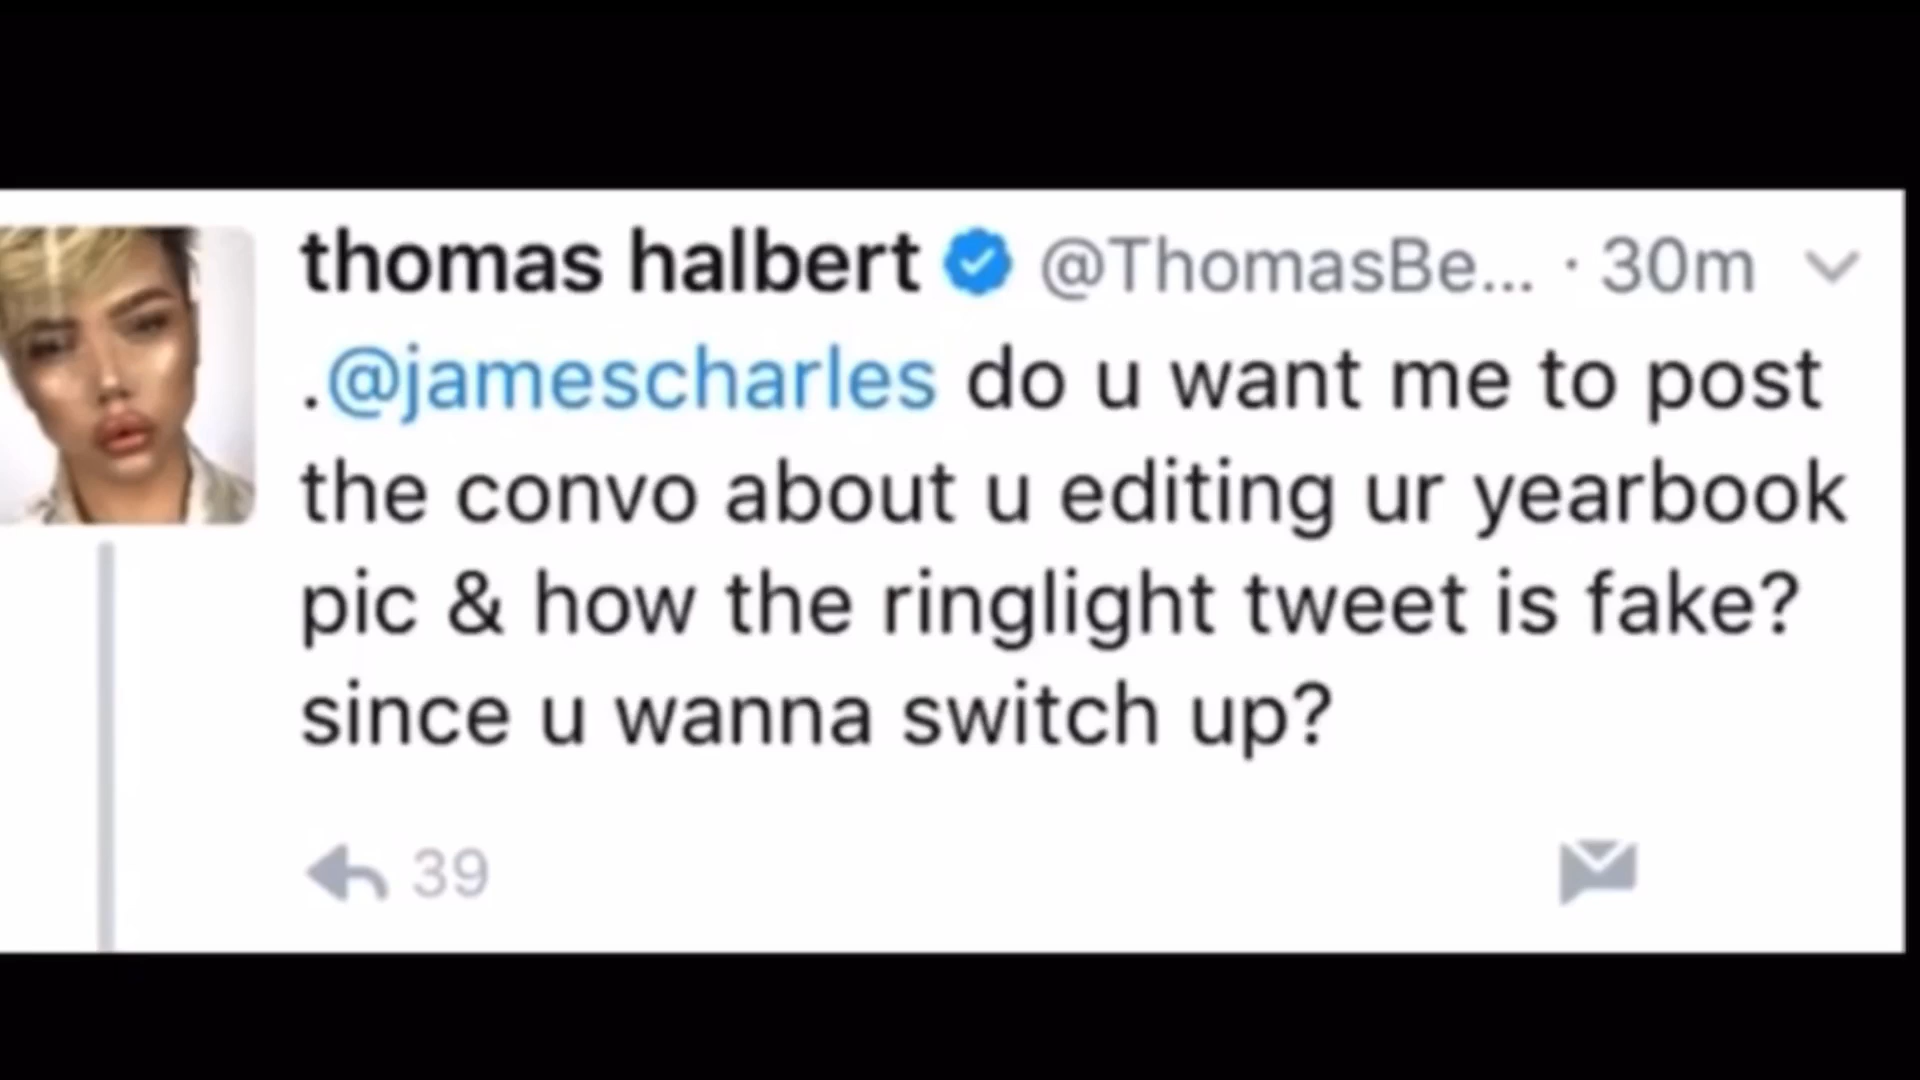 thomas halbert @ThomasBe... · 30m
.@jamescharles do u want me to post
the convo about u editing ur yearbook
pic & how the ringlight tweet is fake?
since u wanna switch up?
39